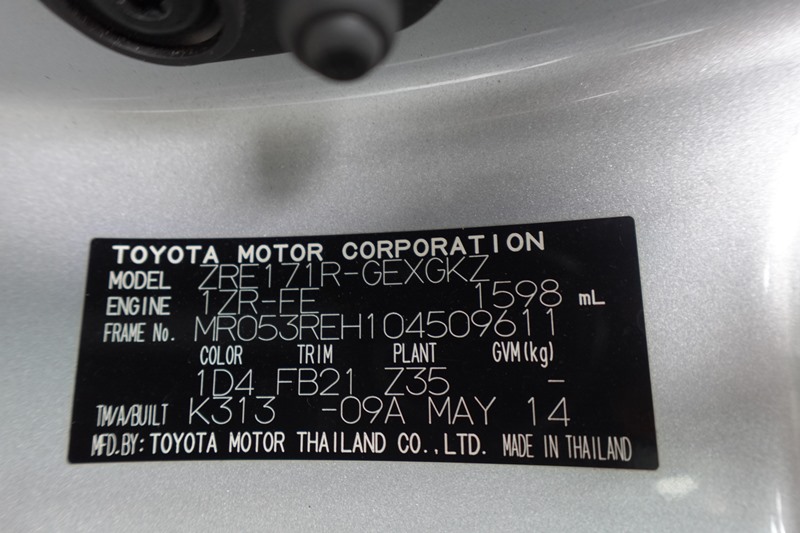 TOYOTA MOTOR CORPORATION
MODEL ZRE171R-GEXGKZ
ENGINE 1ZR-FE 1598 mL
FRAME No. MR053REH104509611
COLOR TRIM PLANT GVM(kg)
1D4 FB21 Z35 -
TM/A/BUILT K313 -09A MAY 14
MFD.BY: TOYOTA MOTOR THAILAND CO.,LTD. MADE IN THAILAND